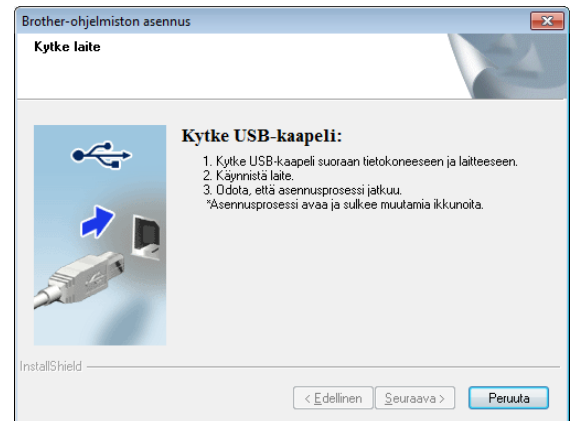 Brother-ohjelmiston asennus
Kytke laite
Kytke USB-kaapeli:
1. Kytke USB-kaapeli suoraan tietokoneeseen ja laitteeseen.
2. Käynnistä laite.
3. Odota, että asennusprosessi jatkuu.
*Asennusprosessi avaa ja sulkee muutamia ikkunoita.
InstallShield
< Edellinen
Seuraava >
Peruuta